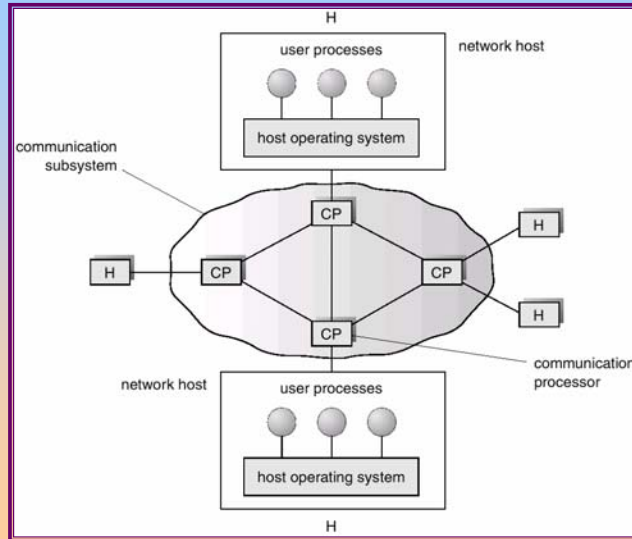 H
user processes
network host
host operating system
communication
subsystem
CP
H
H
CP
CP
H
CP
communication
processor
network host
user processes
host operating system
H